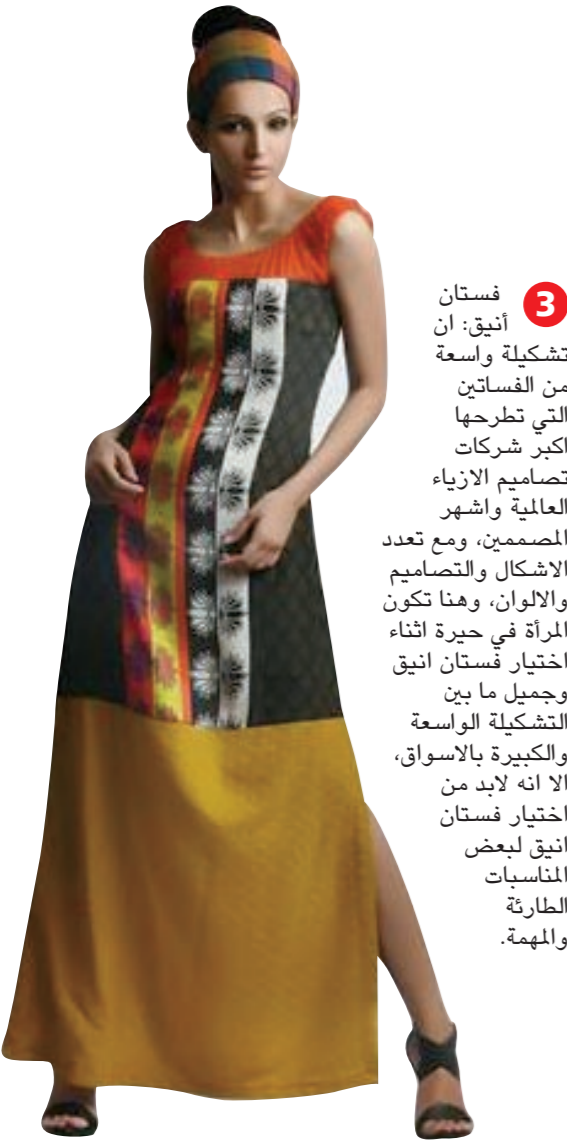 3 فستان
أنيق: ان
تشكيلة واسعة
من الفساتين
التي تطرحها
اكبر شركات
تصاميم الازياء
العالمية واشهر
المصممين، ومع تعدد
الاشكال والتصاميم
والالوان، وهنا تكون
المرأة في حيرة اثناء
اختيار فستان انيق
وجميل ما بين
التشكيلة الواسعة
والكبيرة بالاسواق،
الا انه لابد من
اختيار فستان
انيق لبعض
المناسبات
الطارئة
والمهمة.